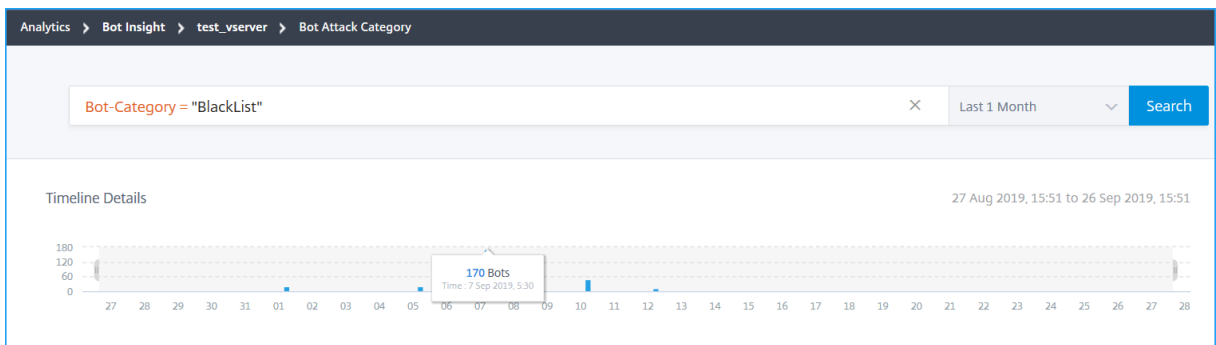 Analytics > Bot Insight > test_vserver > Bot Attack Category
Bot-Category = "BlackList" × Last 1 Month Search
Timeline Details 27 Aug 2019, 15:51 to 26 Sep 2019, 15:51
180
120
60
0
170 Bots
Time : 7 Sep 2019, 5:30
27 28 29 30 31 01 02 03 04 05 06 07 08 09 10 11 12 13 14 15 16 17 18 19 20 21 22 23 24 25 26 27 28